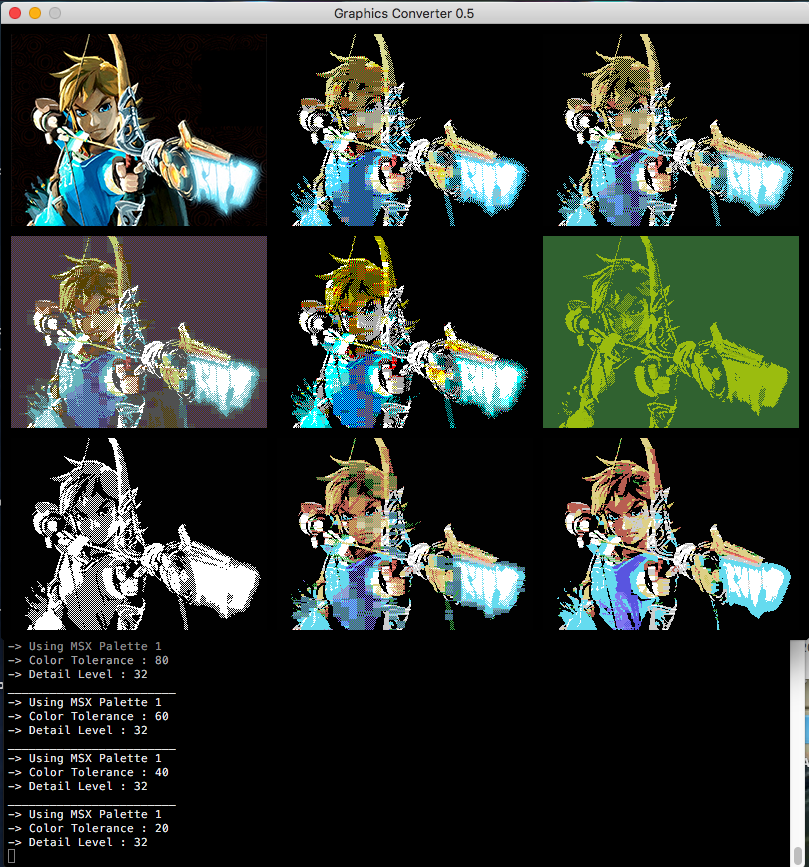 Graphics Converter 0.5
-> Using MSX Palette 1
-> Color Tolerance : 80
-> Detail Level : 32
-> Using MSX Palette 1
-> Color Tolerance : 60
-> Detail Level : 32
-> Using MSX Palette 1
-> Color Tolerance : 40
-> Detail Level : 32
-> Using MSX Palette 1
-> Color Tolerance : 20
-> Detail Level : 32